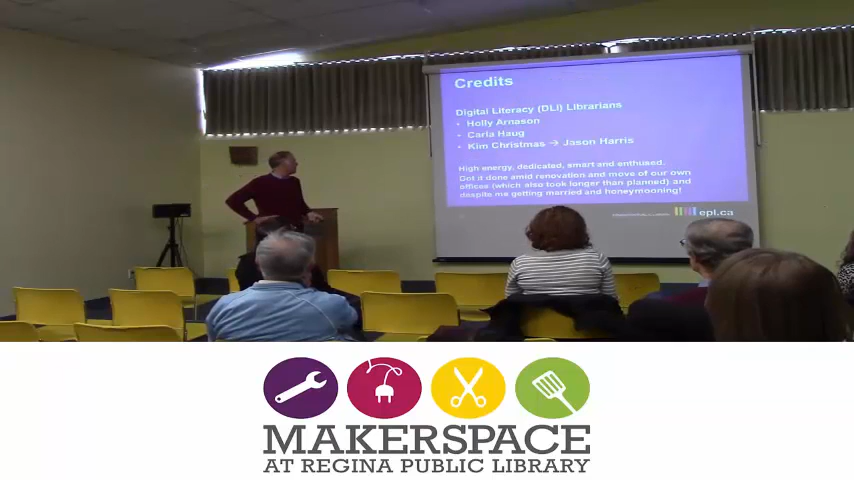 Credits
Digital Literacy (DLI) Librarians
• Holly Arnason
• Carla Haug
• Kim Christmas → Jason Harris
High energy, dedicated, smart and enthused.
Got it done amid renovation and move of our own
offices (which also took longer than planned) and
despite me getting married and honeymooning!
epl.ca
MAKERSPACE
AT REGINA PUBLIC LIBRARY